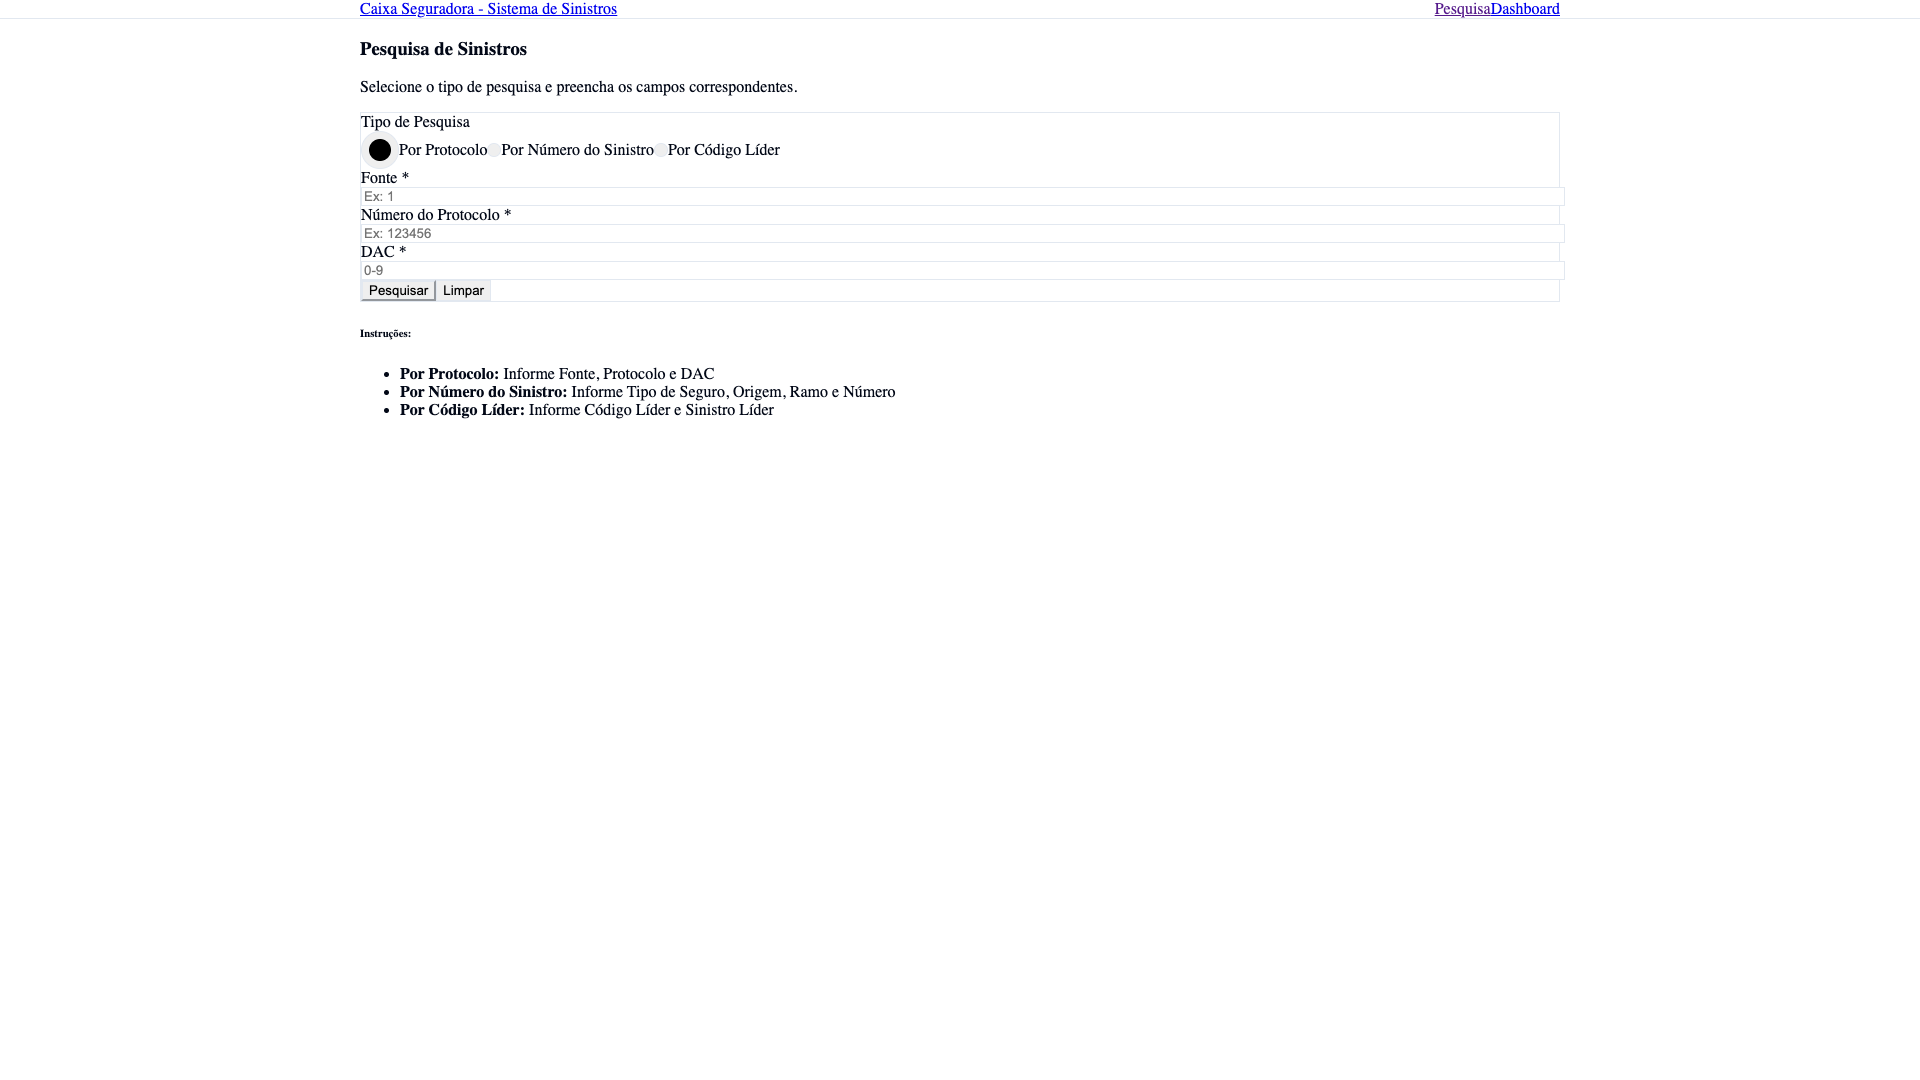 Caixa Seguradora - Sistema de Sinistros PesquisaDashboard
Pesquisa de Sinistros
Selecione o tipo de pesquisa e preencha os campos correspondentes.
Tipo de Pesquisa
Por Protocolo Por Número do Sinistro Por Código Líder
Fonte *
Ex: 1
Número do Protocolo *
Ex: 123456
DAC *
0-9
Pesquisar Limpar
Instruções:
Por Protocolo: Informe Fonte, Protocolo e DAC
Por Número do Sinistro: Informe Tipo de Seguro, Origem, Ramo e Número
Por Código Líder: Informe Código Líder e Sinistro Líder